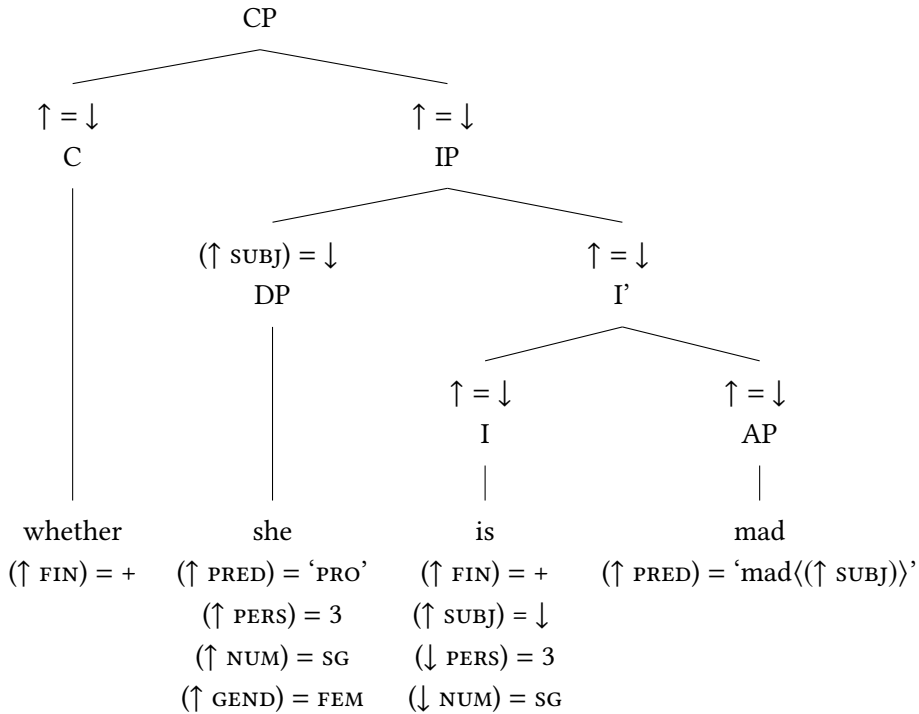 CP
↑ = ↓ ↑ = ↓
C IP
(↑ SUBJ) = ↓ ↑ = ↓
DP I’
↑ = ↓ ↑ = ↓
I AP
whether she is mad
(↑ FIN) = + (↑ PRED) = ‘PRO’ (↑ FIN) = + (↑ PRED) = ‘mad⟨(↑ SUBJ)⟩’
(↑ PERS) = 3 (↑ SUBJ) = ↓
(↑ NUM) = SG (↓ PERS) = 3
(↑ GEND) = FEM (↓ NUM) = SG